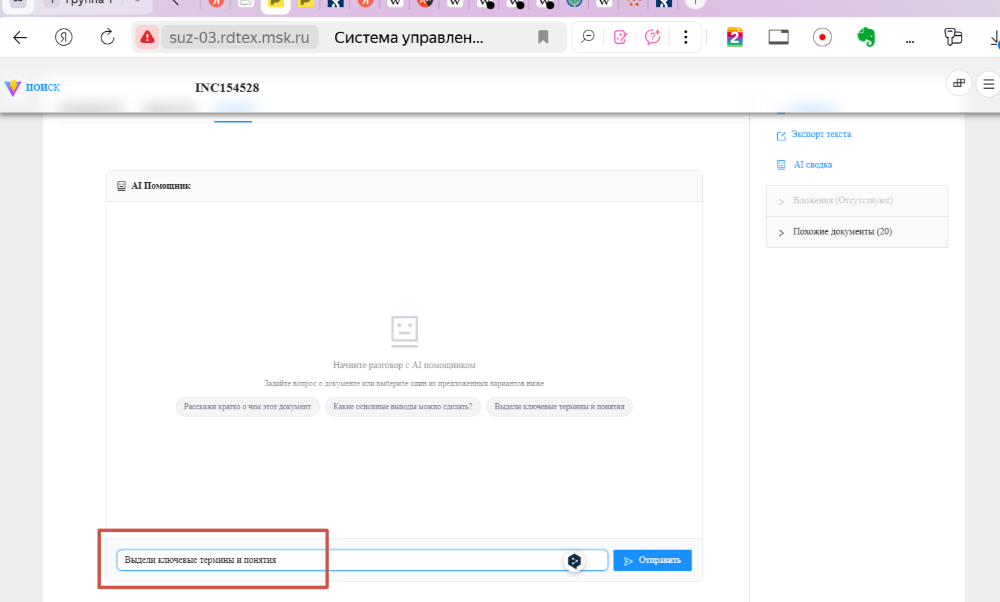 suz-03.rdtex.msk.ru Система управлен...
ПОИСК
INC154528
Экспорт текста
AI сводка
Вложения (Отсутствуют)
Похожие документы (20)
AI Помощник
Начните разговор с AI помощником
Задайте вопрос о документе или выберите один из предложенных вариантов ниже
Расскажи кратко о чем этот документ
Какие основные выводы можно сделать?
Выдели ключевые термины и понятия
Выдели ключевые термины и понятия
Отправить